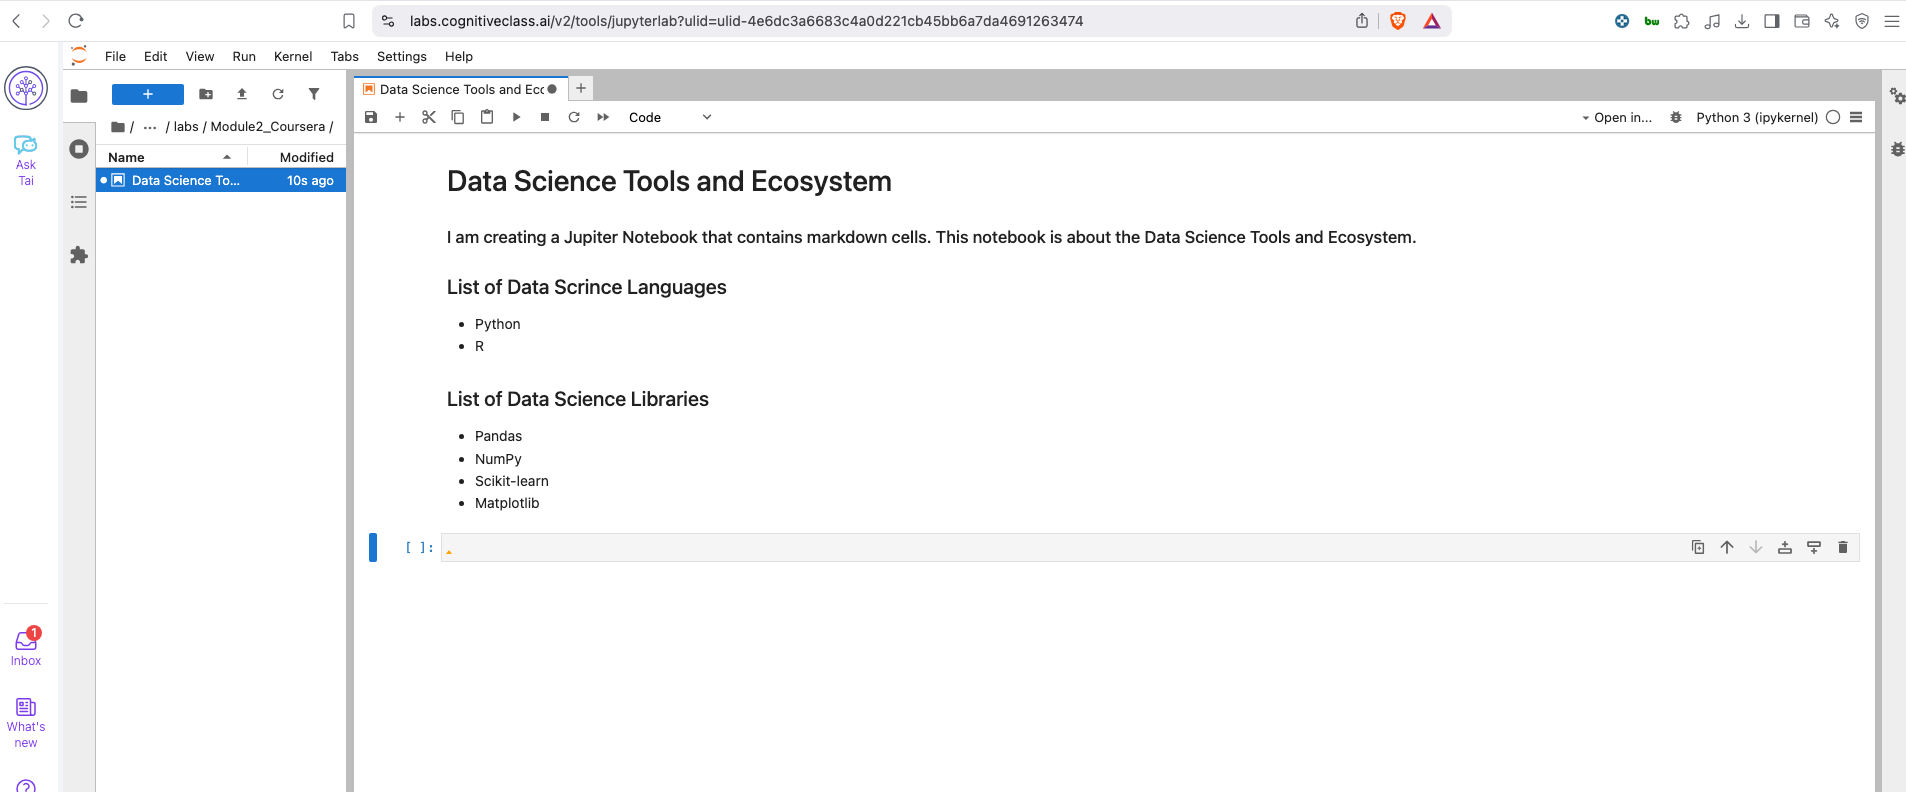 labs.cognitiveclass.ai/v2/tools/jupyterlab?ulid=ulid-4e6dc3a6683c4a0d221cb45bb6a7da4691263474
bw
File Edit View Run Kernel Tabs Settings Help
Ask
Tai
+
/ ··· / labs / Module2_Coursera /
Name Modified
Data Science To... 10s ago
Inbox
1
What's
new
?
Data Science Tools and Ecc
+
Code
Open in...
Python 3 (ipykernel)
Data Science Tools and Ecosystem
I am creating a Jupiter Notebook that contains markdown cells. This notebook is about the Data Science Tools and Ecosystem.
List of Data Scrince Languages
• Python
• R
List of Data Science Libraries
• Pandas
• NumPy
• Scikit-learn
• Matplotlib
[ ]: